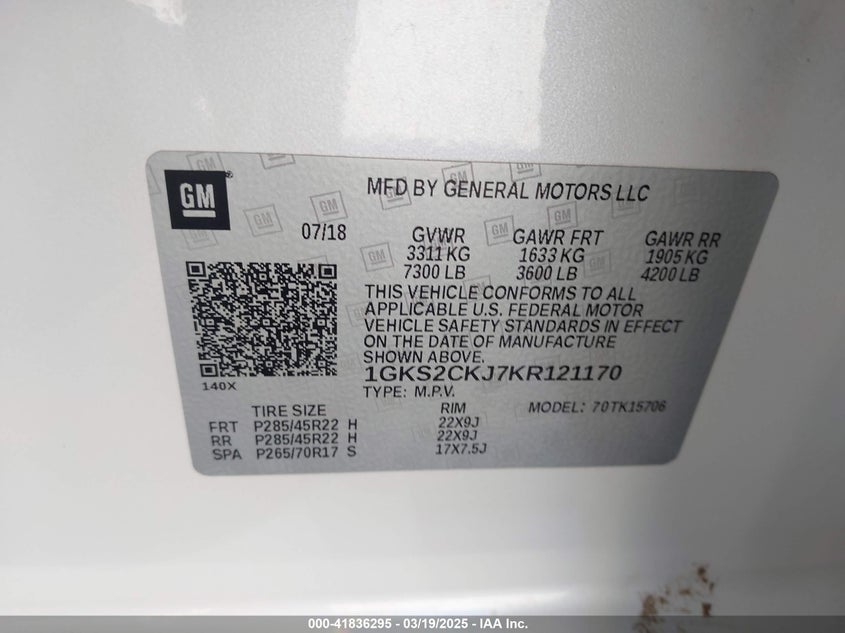 GM
MFD BY GENERAL MOTORS LLC
07/18 GVWR GAWR FRT GAWR RR
3311 KG 1633 KG 1905 KG
7300 LB 3600 LB 4200 LB
THIS VEHICLE CONFORMS TO ALL
APPLICABLE U.S. FEDERAL MOTOR
VEHICLE SAFETY STANDARDS IN EFFECT
ON THE DATE OF MANUFACTURE
SHOWN ABOVE.
1GKS2CKJ7KR121170
140X
TYPE: M.P.V.
MODEL: 70TK15706
TIRE SIZE RIM
FRT P285/45R22 H 22X9J
RR P285/45R22 H 22X9J
SPA P265/70R17 S 17X7.5J
000-41836295 - 03/19/2025 - IAA Inc.